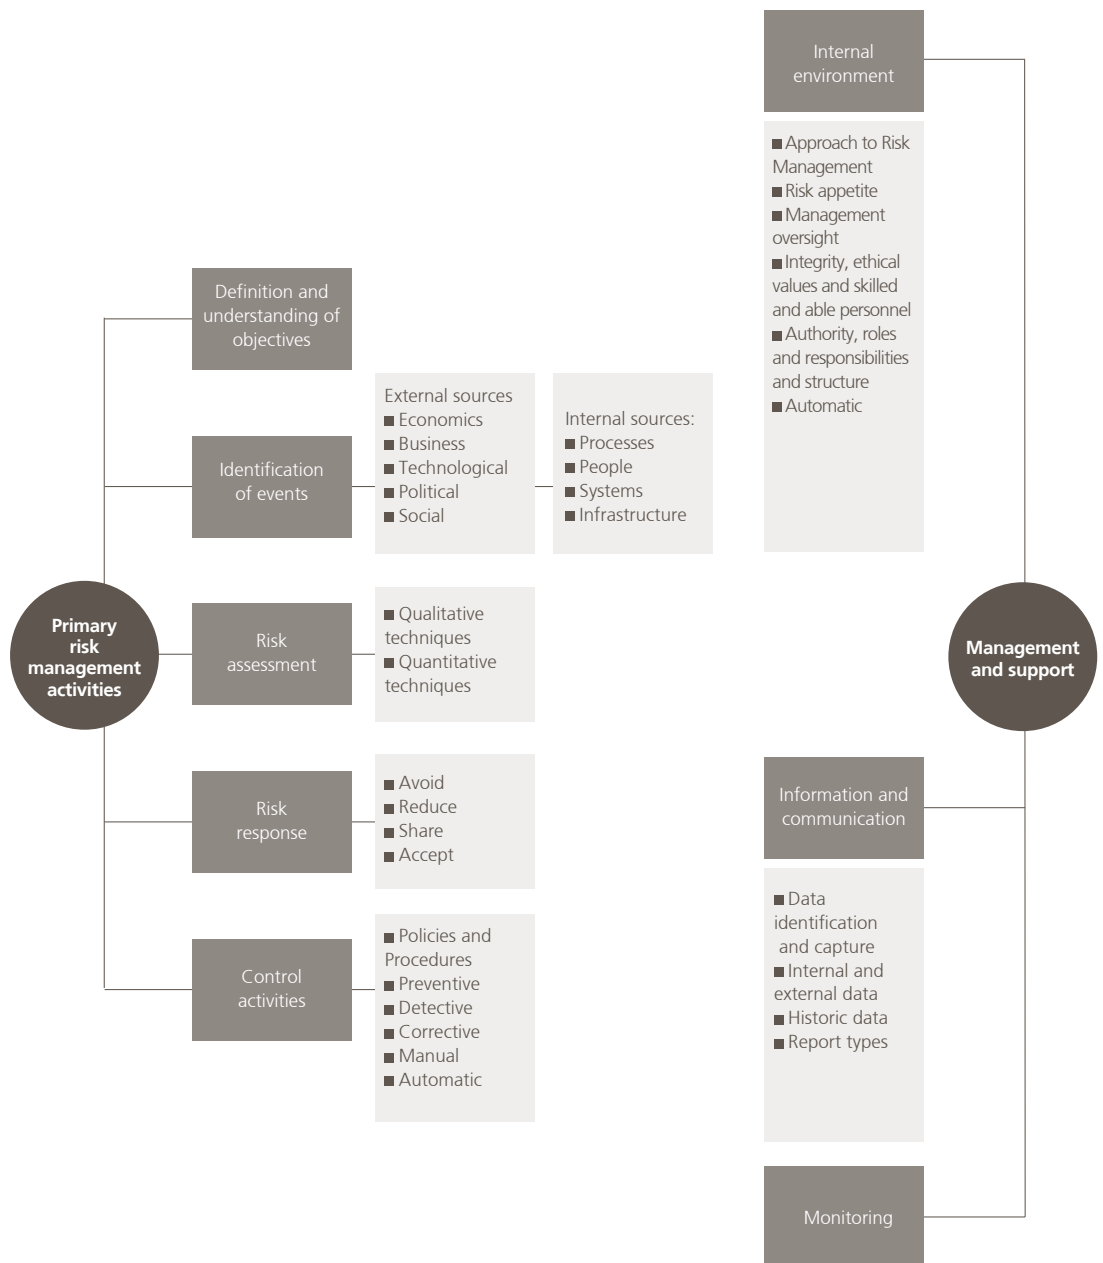 Primary
risk
management
activities
Definition and
understanding of
objectives
Identification
of events
External sources
■ Economics
■ Business
■ Technological
■ Political
■ Social
Internal sources:
■ Processes
■ People
■ Systems
■ Infrastructure
Risk
assessment
■ Qualitative
techniques
■ Quantitative
techniques
Risk
response
■ Avoid
■ Reduce
■ Share
■ Accept
Control
activities
■ Policies and
Procedures
■ Preventive
■ Detective
■ Corrective
■ Manual
■ Automatic
Management
and support
Internal
environment
■ Approach to Risk
Management
■ Risk appetite
■ Management
oversight
■ Integrity, ethical
values and skilled
and able personnel
■ Authority, roles
and responsibilities
and structure
■ Automatic
Information and
communication
■ Data
identification
and capture
■ Internal and
external data
■ Historic data
■ Report types
Monitoring